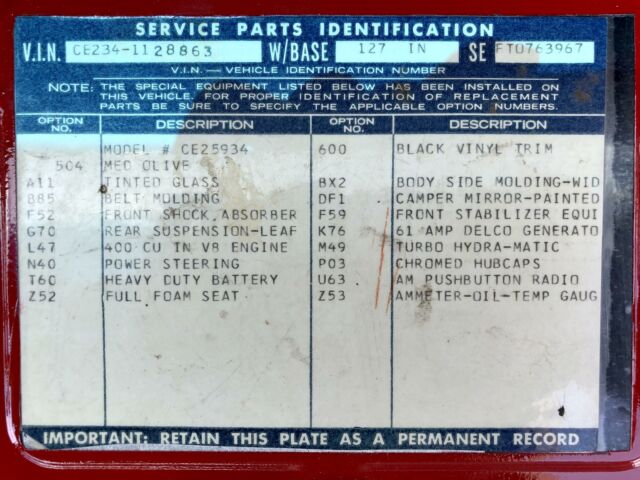 SERVICE PARTS IDENTIFICATION
V.I.N. CE234-1128863 W/BASE 127 IN SE FT0763967
V.I.N. — VEHICLE IDENTIFICATION NUMBER
NOTE: THE SPECIAL EQUIPMENT LISTED BELOW HAS BEEN INSTALLED ON
THIS VEHICLE. FOR PROPER IDENTIFICATION OF REPLACEMENT
PARTS BE SURE TO SPECIFY THE APPLICABLE OPTION NUMBERS.
OPTION NO. DESCRIPTION OPTION NO. DESCRIPTION
MODEL # CE25934 600 BLACK VINYL TRIM
504 MED OLIVE
A11 TINTED GLASS BX2 BODY SIDE MOLDING-WID
B85 BELT MOLDING DF1 CAMPER MIRROR-PAINTED
F52 FRONT SHOCK ABSORBER F59 FRONT STABILIZER EQUI
G70 REAR SUSPENSION-LEAF K76 61 AMP DELCO GENERATO
L47 400 CU IN V8 ENGINE M49 TURBO HYDRA-MATIC
N40 POWER STEERING P03 CHROMED HUBCAPS
T60 HEAVY DUTY BATTERY U63 AM PUSHBUTTON RADIO
Z52 FULL FOAM SEAT Z53 AMMETER-OIL-TEMP GAUG
IMPORTANT: RETAIN THIS PLATE AS A PERMANENT RECORD